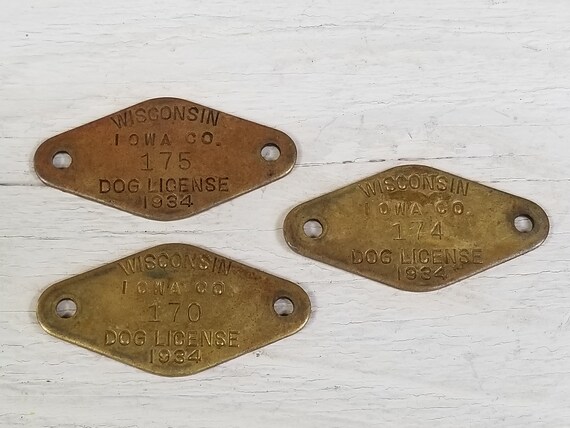 WISCONSIN
IOWA CO.
175
DOG LICENSE
1934
WISCONSIN
IOWA CO.
174
DOG LICENSE
1934
WISCONSIN
IOWA CO.
170
DOG LICENSE
1934